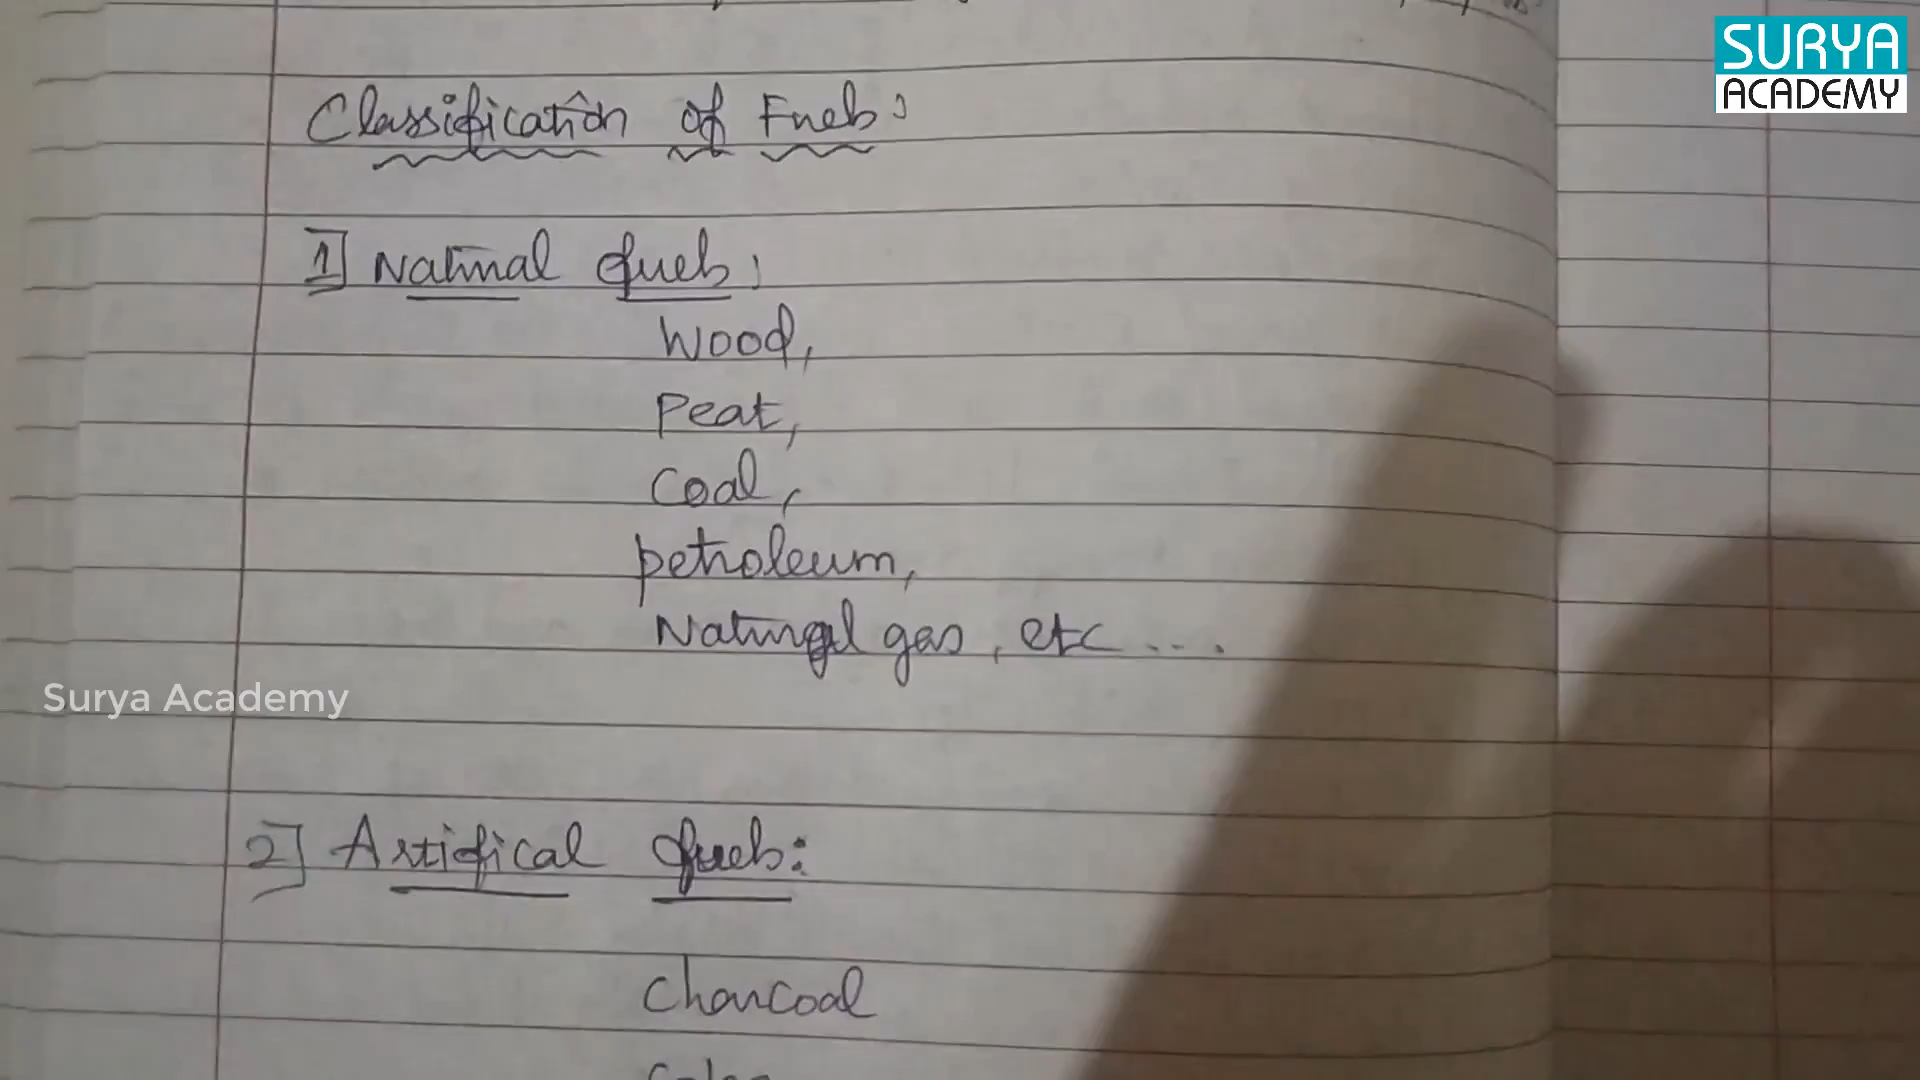 SURYA
ACADEMY
Classification of Fuels:
1] Natural fuels:
Wood,
Peat,
Coal,
petroleum,
Natural gas, etc ....
Surya Academy
2] Artifical fuels:
Charcoal